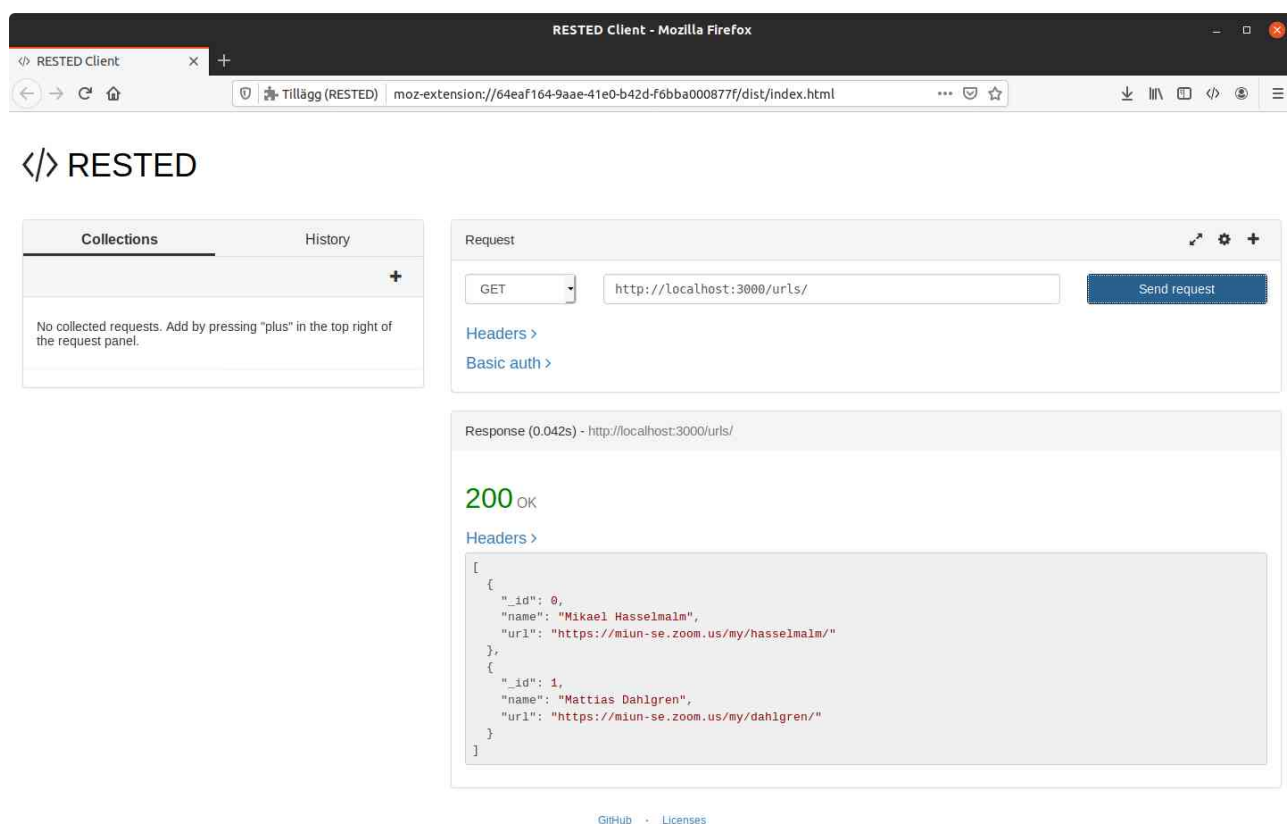 RESTED Client - Mozilla Firefox
</> RESTED Client
Tillägg (RESTED) moz-extension://64eaf164-9aae-41e0-b42d-f6bba000877f/dist/index.html
</> RESTED
Collections History
No collected requests. Add by pressing "plus" in the top right of
the request panel.
Request
GET http://localhost:3000/urls/ Send request
Headers >
Basic auth >
Response (0.042s) - http://localhost:3000/urls/
200 OK
Headers >
[
{
"_id": 0,
"name": "Mikael Hasselmalm",
"url": "https://miun-se.zoom.us/my/hasselmalm/"
},
{
"_id": 1,
"name": "Mattias Dahlgren",
"url": "https://miun-se.zoom.us/my/dahlgren/"
}
]
GitHub - Licenses